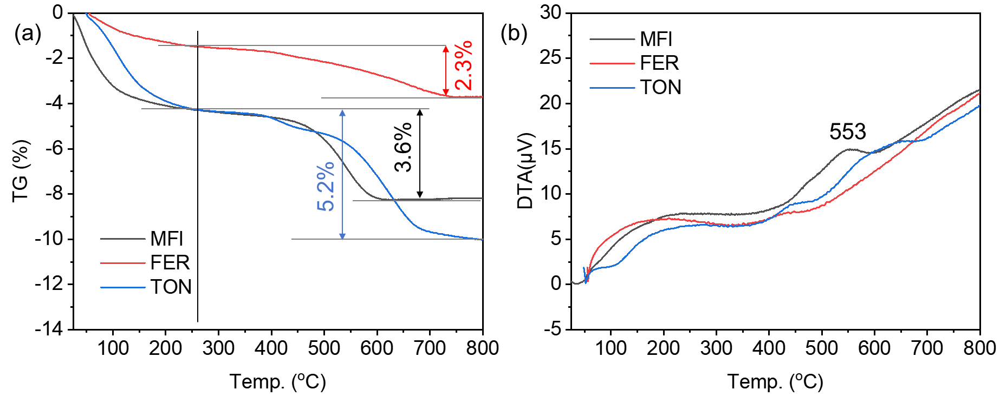 (a)
TG (%)
0
-2
-4
-6
-8
-10
-12
-14
100 200 300 400 500 600 700 800
Temp. (ºC)
MFI
FER
TON
2.3%
3.6%
5.2%
(b)
DTA(µV)
30
25
20
15
10
5
0
-5
100 200 300 400 500 600 700 800
Temp. (ºC)
MFI
FER
TON
553